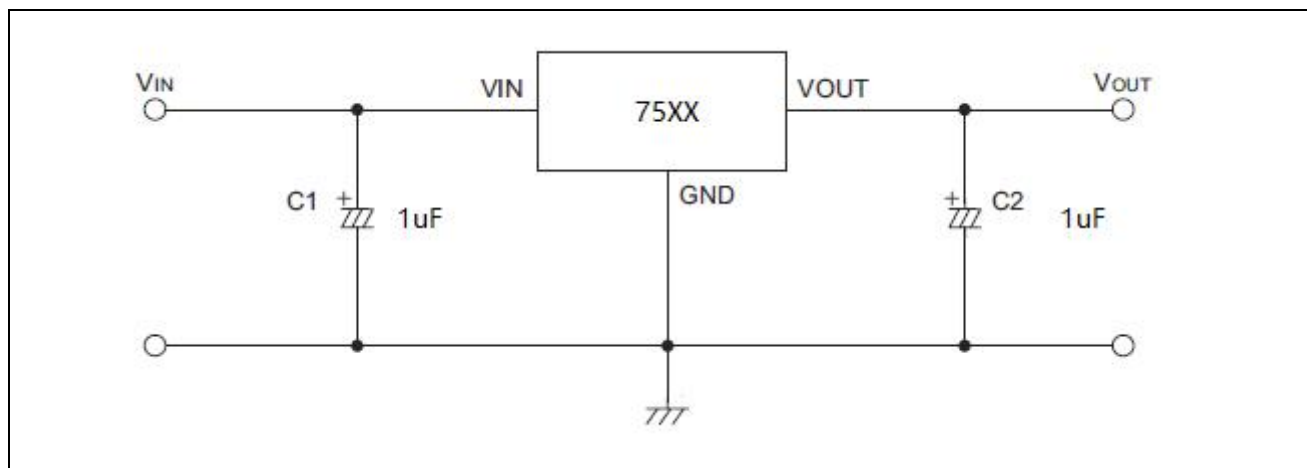 VIN
VIN
75XX
VOUT
VOUT
GND
C1
+
1uF
+
C2
1uF